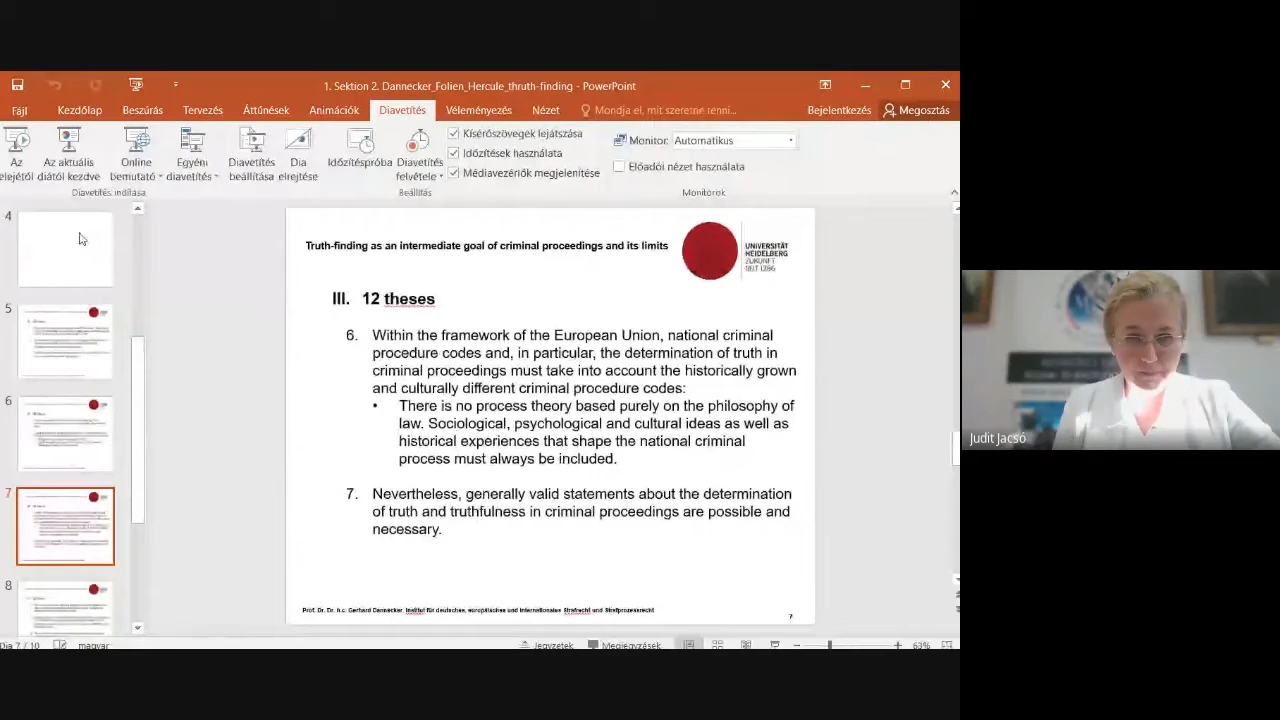 1. Sektion 2. Dannecker_Folien_Hercule_thruth-finding - PowerPoint
Fájl Kezdőlap Beszúrás Tervezés Áttűnések Animációk Diavetítés Véleményezés Nézet Mondja el, mit szeretne tenni... Bejelentkezés Megosztás
Az elejétől
Az aktuális diától kezdve
Online bemutató
Egyéni diavetítés
Diavetítés beállítása
Dia elrejtése
Időzítéspróba
Diavetítés felvétele
Kísérőszövegek lejátszása
Időzítések használata
Médiavezérlők megjelenítése
Monitor: Automatikus
Előadói nézet használata
Diavetítés indítása
Beállítás
Monitorok
4
5
6
7
8
Truth-finding as an intermediate goal of criminal proceedings and its limits
UNIVERSITÄT
HEIDELBERG
ZUKUNFT
SEIT 1386
III. 12 theses
6. Within the framework of the European Union, national criminal
procedure codes and, in particular, the determination of truth in
criminal proceedings must take into account the historically grown
and culturally different criminal procedure codes:
• There is no process theory based purely on the philosophy of
law. Sociological, psychological and cultural ideas as well as
historical experiences that shape the national criminal
process must always be included.
7. Nevertheless, generally valid statements about the determination
of truth and truthfulness in criminal proceedings are possible and
necessary.
Prof. Dr. Dr. h.c. Gerhard Dannecker, Institut für deutsches, europäisches und internationales Strafrecht und Strafprozessrecht
7
Dia 7 / 10 magyar Jegyzetek Megjegyzések 63%
Judit Jacsó